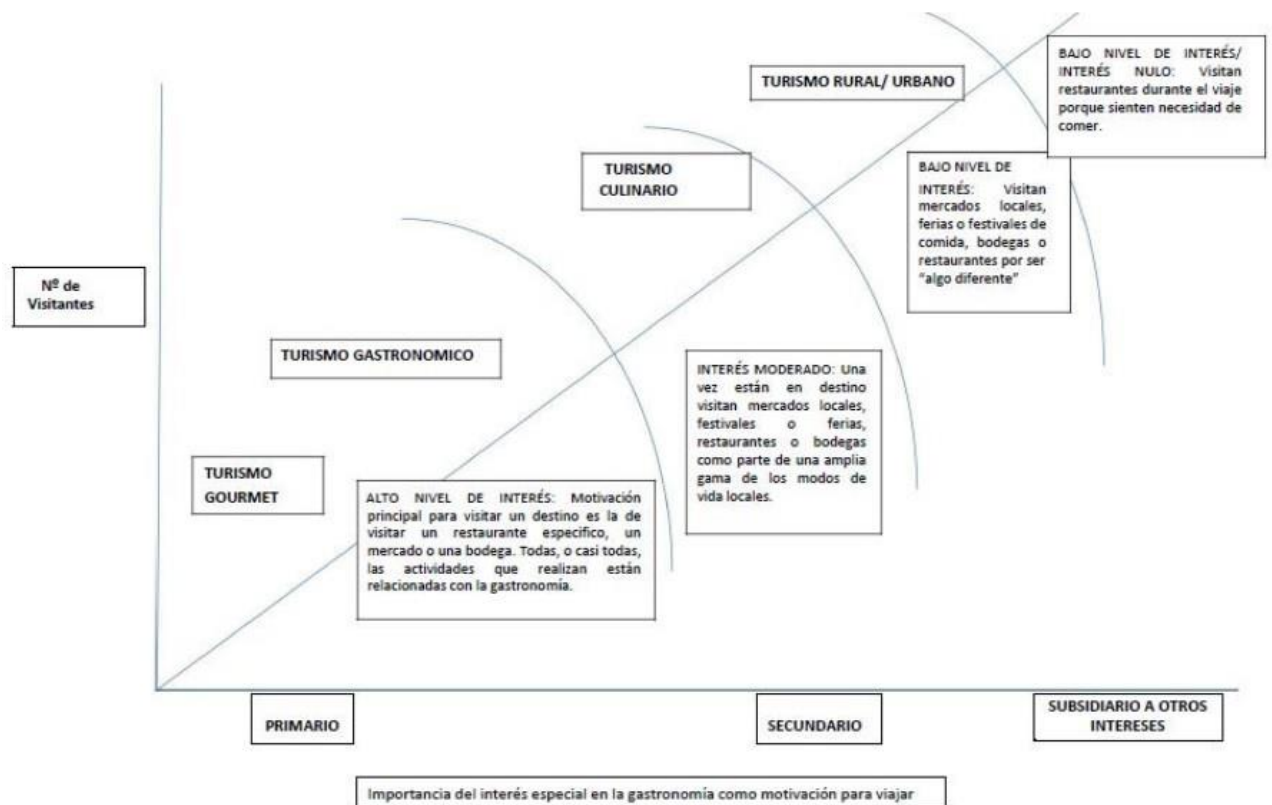 BAJO NIVEL DE INTERÉS/
INTERÉS NULO: Visitan
restaurantes durante el viaje
porque sienten necesidad de
comer.
TURISMO RURAL/ URBANO
TURISMO
CULINARIO
BAJO NIVEL DE
INTERÉS: Visitan
mercados locales,
ferias o festivales de
comida, bodegas o
restaurantes por ser
“algo diferente”
Nº de
Visitantes
TURISMO GASTRONOMICO
INTERÉS MODERADO: Una
vez están en destino
visitan mercados locales,
festivales o ferias,
restaurantes o bodegas
como parte de una amplia
gama de los modos de
vida locales.
TURISMO
GOURMET
ALTO NIVEL DE INTERÉS: Motivación
principal para visitar un destino es la de
visitar un restaurante especifico, un
mercado o una bodega. Todas, o casi todas,
las actividades que realizan están
relacionadas con la gastronomía.
PRIMARIO
SECUNDARIO
SUBSIDIARIO A OTROS
INTERESES
Importancia del interés especial en la gastronomía como motivación para viajar